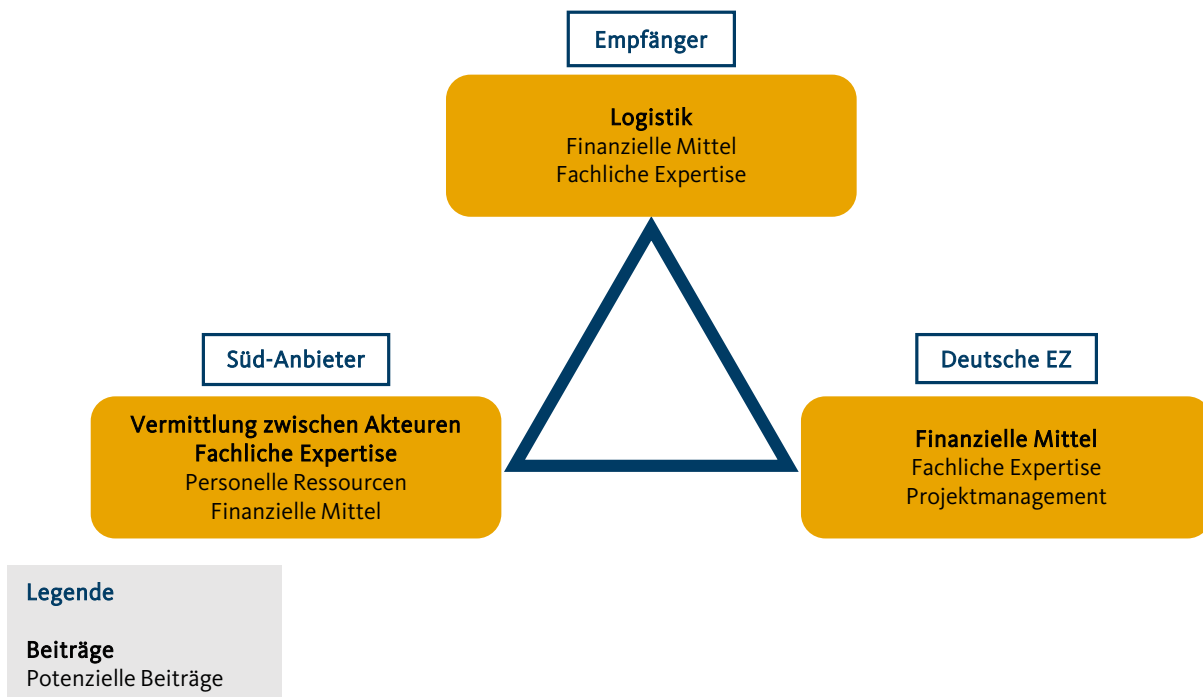 Empfänger
Logistik
Finanzielle Mittel
Fachliche Expertise
Süd-Anbieter
Vermittlung zwischen Akteuren
Fachliche Expertise
Personelle Ressourcen
Finanzielle Mittel
Deutsche EZ
Finanzielle Mittel
Fachliche Expertise
Projektmanagement
Legende
Beiträge
Potenzielle Beiträge